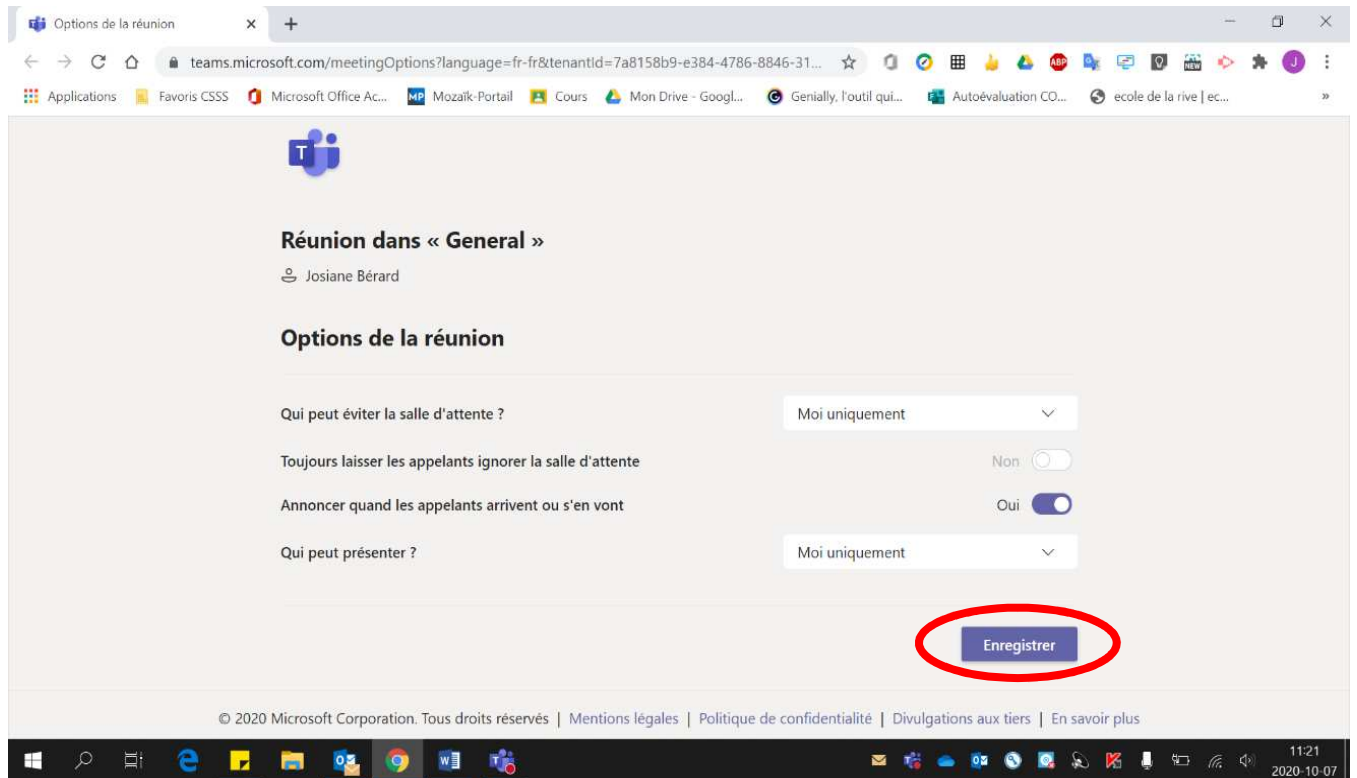 Options de la réunion
teams.microsoft.com/meetingOptions?language=fr-fr&tenantId=7a8158b9-e384-4786-8846-31...
ABP
NEW
J
Applications
Favoris CSSS
Microsoft Office Ac...
MP
Mozaïk-Portail
Cours
Mon Drive - Googl...
Genially, l'outil qui...
Autoévaluation CO...
ecole de la rive | ec...
»
T
Réunion dans « General »
Josiane Bérard
Options de la réunion
Qui peut éviter la salle d'attente ?
Moi uniquement
Toujours laisser les appelants ignorer la salle d'attente
Non
Annoncer quand les appelants arrivent ou s'en vont
Oui
Qui peut présenter ?
Moi uniquement
Enregistrer
© 2020 Microsoft Corporation. Tous droits réservés | Mentions légales | Politique de confidentialité | Divulgations aux tiers | En savoir plus
11:21
2020-10-07